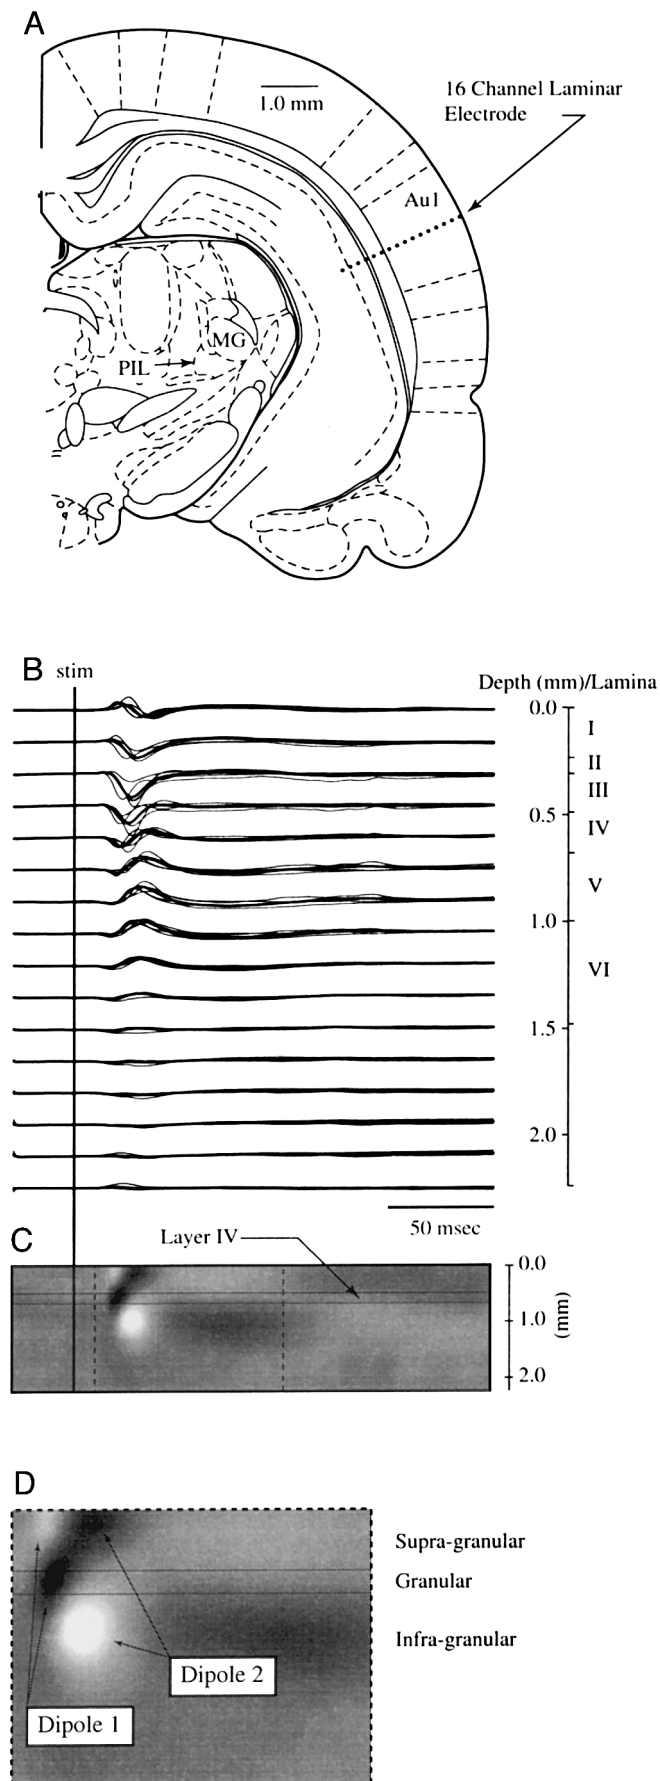 A
1.0 mm
16 Channel Laminar
Electrode
Au1
MG
PIL
B
stim
Depth (mm)/Lamina
0.0
I
II
III
0.5
IV
V
1.0
VI
1.5
2.0
50 msec
C
Layer IV
0.0
1.0
(mm)
2.0
D
Supra-granular
Granular
Infra-granular
Dipole 2
Dipole 1